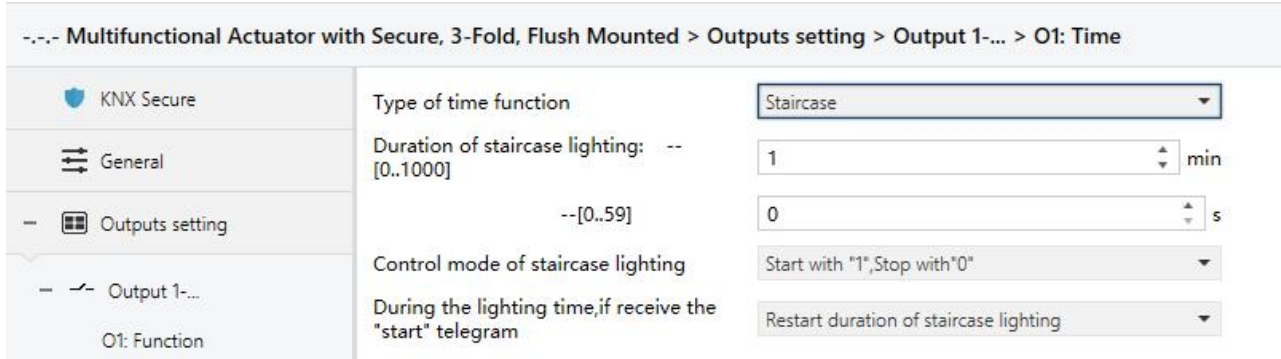 -.-.- Multifunctional Actuator with Secure, 3-Fold, Flush Mounted > Outputs setting > Output 1-... > O1: Time
KNX Secure
General
Outputs setting
Output 1-...
O1: Function
Type of time function
Staircase
Duration of staircase lighting: --
[0..1000]
1
min
--[0..59]
0
s
Control mode of staircase lighting
Start with "1",Stop with"0"
During the lighting time,if receive the
"start" telegram
Restart duration of staircase lighting